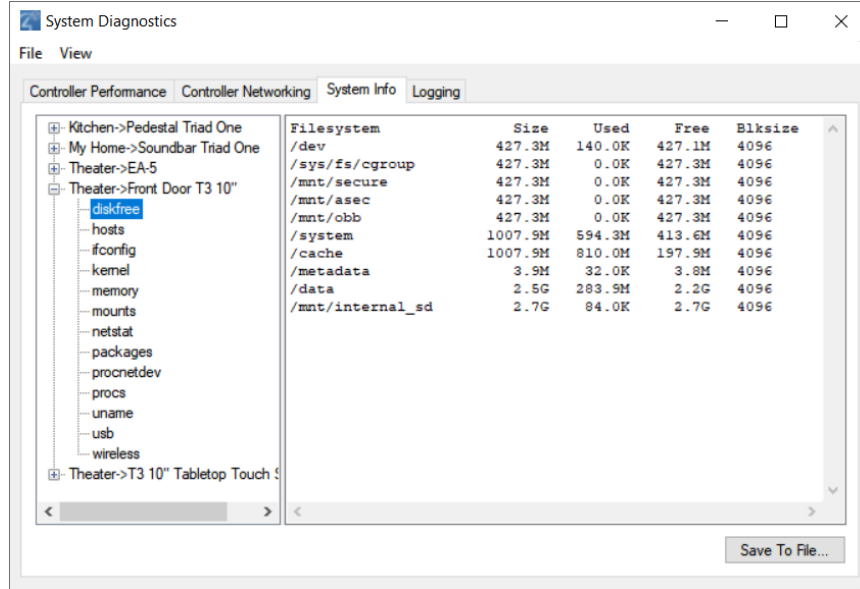 System Diagnostics
File View
Controller Performance Controller Networking System Info Logging
Kitchen->Pedestal Triad One
My Home->Soundbar Triad One
Theater->EA-5
Theater->Front Door T3 10"
diskfree
hosts
ifconfig
kernel
memory
mounts
netstat
packages
procnetdev
procs
uname
usb
wireless
Theater->T3 10" Tabletop Touch S
Filesystem Size Used Free Blksize
/dev 427.3M 140.0K 427.1M 4096
/sys/fs/cgroup 427.3M 0.0K 427.3M 4096
/mnt/secure 427.3M 0.0K 427.3M 4096
/mnt/asec 427.3M 0.0K 427.3M 4096
/mnt/obb 427.3M 0.0K 427.3M 4096
/system 1007.9M 594.3M 413.6M 4096
/cache 1007.9M 810.0M 197.9M 4096
/metadata 3.9M 32.0K 3.8M 4096
/data 2.5G 283.9M 2.2G 4096
/mnt/internal_sd 2.7G 84.0K 2.7G 4096
Save To File...